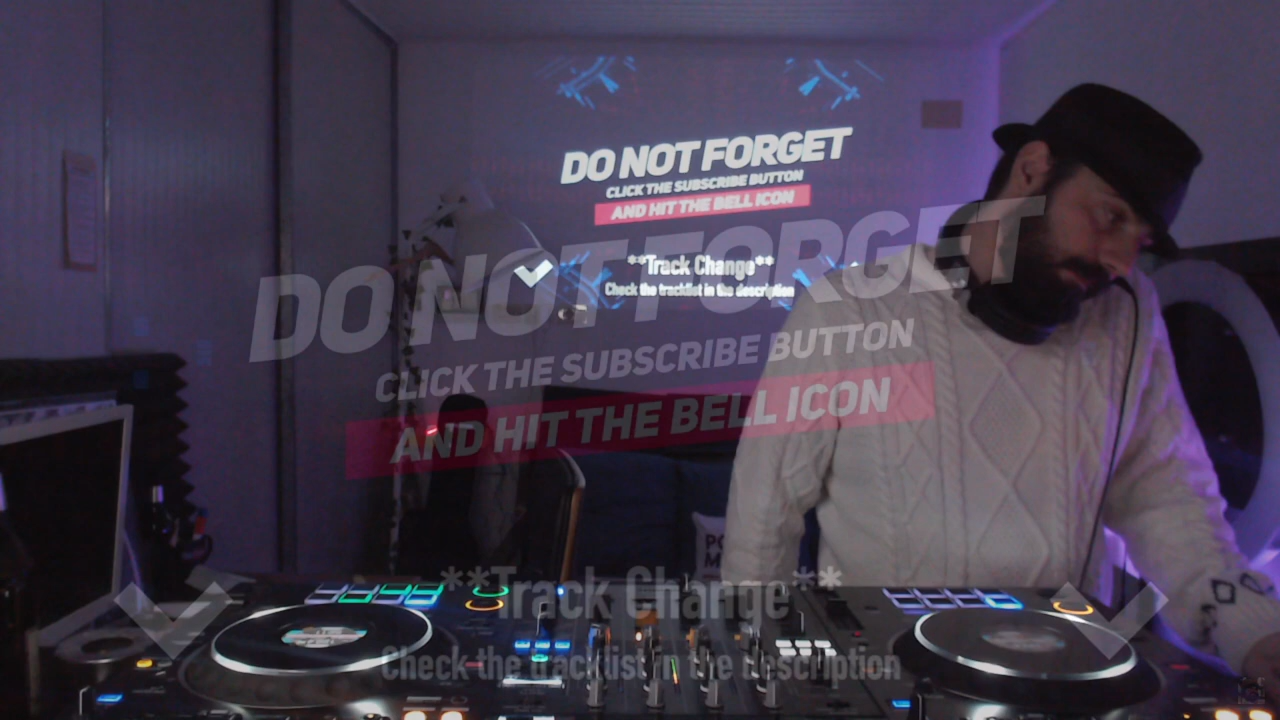 DO NOT FORGET
CLICK THE SUBSCRIBE BUTTON
AND HIT THE BELL ICON
**Track Change**
Check the tracklist in the description
DO NOT FORGET
CLICK THE SUBSCRIBE BUTTON
AND HIT THE BELL ICON
**Track Change**
Check the tracklist in the description